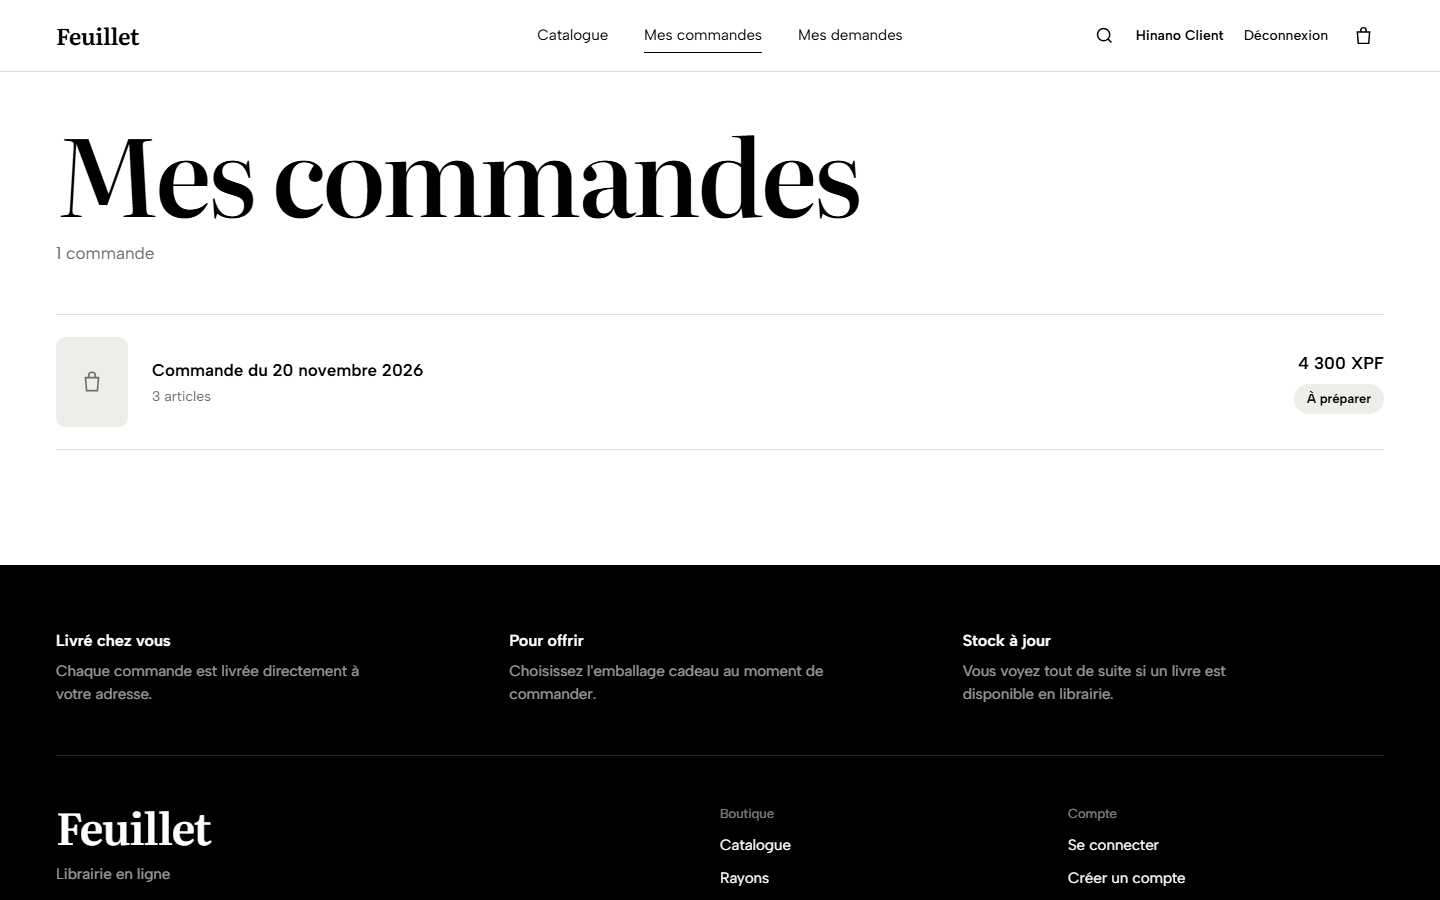 Feuillet
Catalogue
Mes commandes
Mes demandes
Hinano Client
Déconnexion
Mes commandes
1 commande
Commande du 20 novembre 2026
3 articles
4 300 XPF
À préparer
Livré chez vous
Chaque commande est livrée directement à
votre adresse.
Pour offrir
Choisissez l'emballage cadeau au moment de
commander.
Stock à jour
Vous voyez tout de suite si un livre est
disponible en librairie.
Feuillet
Librairie en ligne
Boutique
Catalogue
Rayons
Compte
Se connecter
Créer un compte